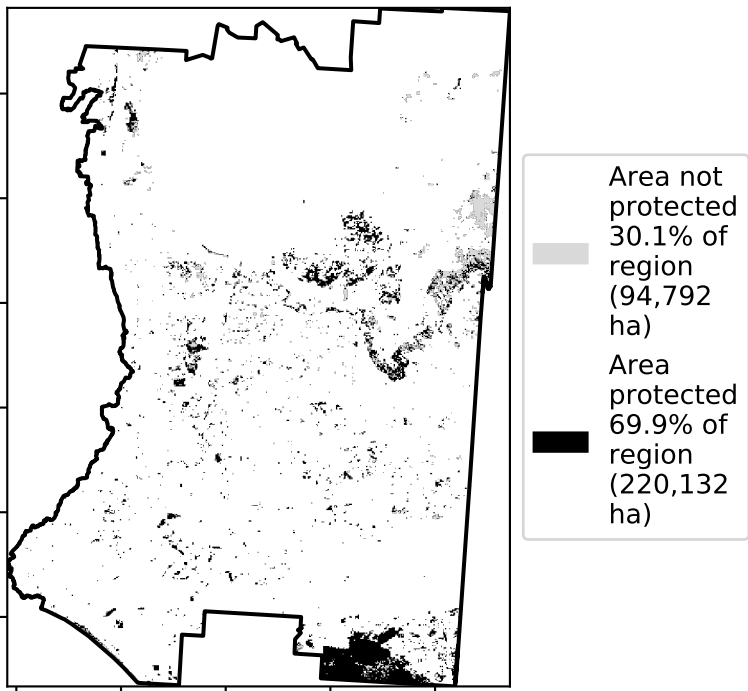 Area not
protected
30.1% of
region
(94,792
ha)
Area
protected
69.9% of
region
(220,132
ha)